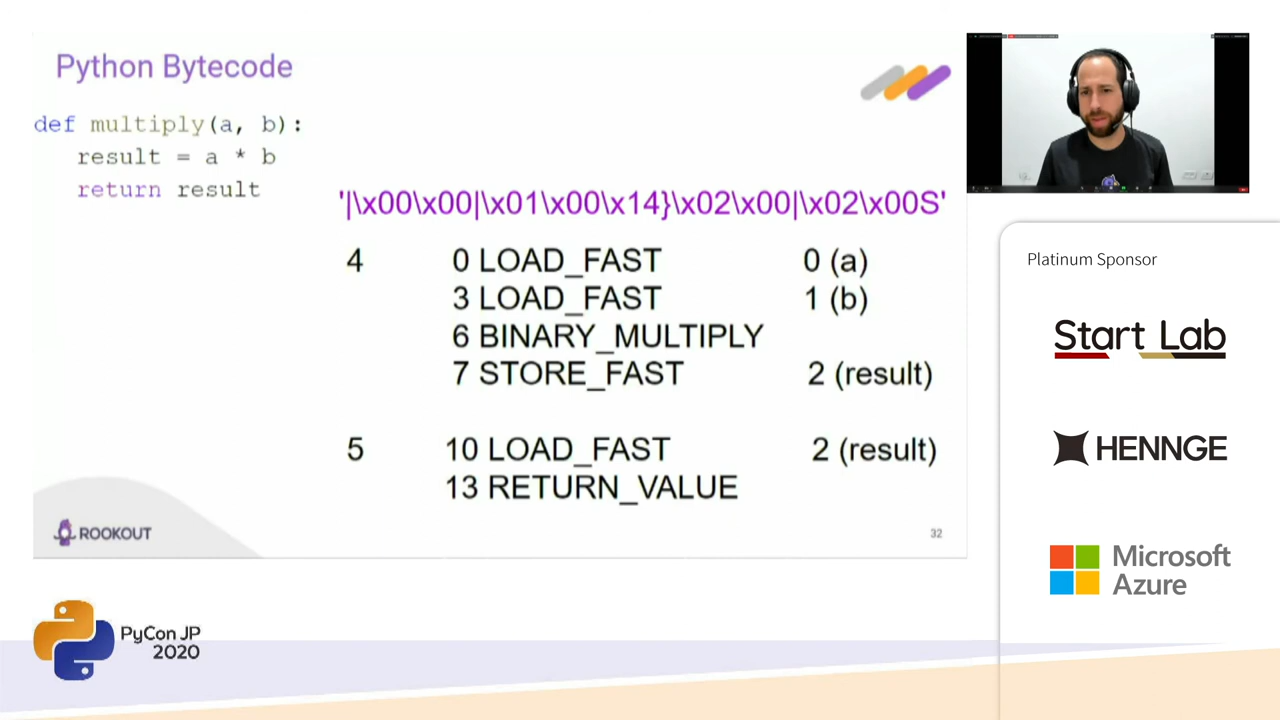 Python Bytecode
def multiply(a, b):
result = a * b
return result
'|\x00\x00|\x01\x00\x14}\x02\x00|\x02\x00S'
4 0 LOAD_FAST 0 (a)
3 LOAD_FAST 1 (b)
6 BINARY_MULTIPLY
7 STORE_FAST 2 (result)
5 10 LOAD_FAST 2 (result)
13 RETURN_VALUE
ROOKOUT
32
Platinum Sponsor
Start Lab
HENNGE
Microsoft
Azure
PyCon JP
2020